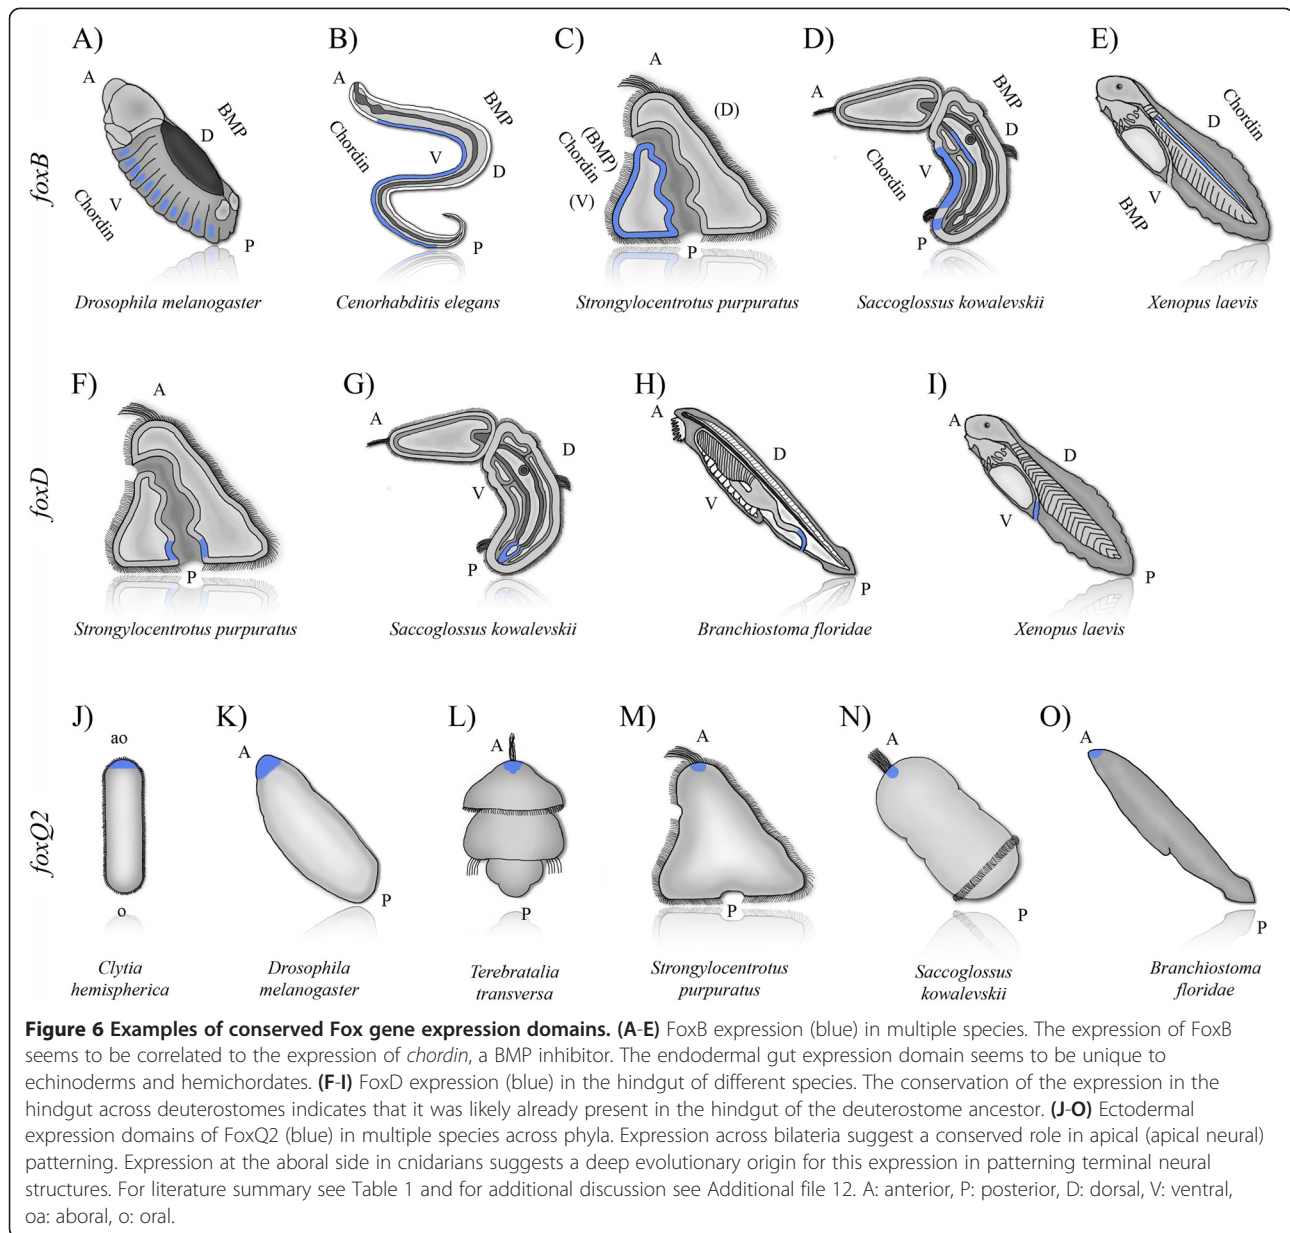 foxB
A)
A
D
BMP
V
Chordin
P
Drosophila melanogaster
B)
A
BMP
Chordin
V
D
P
Cenorhabditis elegans
C)
A
(D)
(BMP)
Chordin
(V)
P
Strongylocentrotus purpuratus
D)
A
BMP
D
V
Chordin
P
Saccoglossus kowalevskii
E)
A
Chordin
D
V
BMP
P
Xenopus laevis
foxD
F)
A
P
Strongylocentrotus purpuratus
G)
A
D
V
P
Saccoglossus kowalevskii
H)
A
D
V
P
Branchiostoma floridae
I)
A
D
V
P
Xenopus laevis
foxQ2
J)
ao
o
Clytia
hemispherica
K)
A
P
Drosophila
melanogaster
L)
A
P
Terebratalia
transversa
M)
A
P
Strongylocentrotus
purpuratus
N)
A
P
Saccoglossus
kowalevskii
O)
A
P
Branchiostoma
floridae
Figure 6 Examples of conserved Fox gene expression domains. (A-E) FoxB expression (blue) in multiple species. The expression of FoxB
seems to be correlated to the expression of chordin, a BMP inhibitor. The endodermal gut expression domain seems to be unique to
echinoderms and hemichordates. (F-I) FoxD expression (blue) in the hindgut of different species. The conservation of the expression in the
hindgut across deuterostomes indicates that it was likely already present in the hindgut of the deuterostome ancestor. (J-O) Ectodermal
expression domains of FoxQ2 (blue) in multiple species across phyla. Expression across bilateria suggest a conserved role in apical (apical neural)
patterning. Expression at the aboral side in cnidarians suggests a deep evolutionary origin for this expression in patterning terminal neural
structures. For literature summary see Table 1 and for additional discussion see Additional file 12. A: anterior, P: posterior, D: dorsal, V: ventral,
oa: aboral, o: oral.